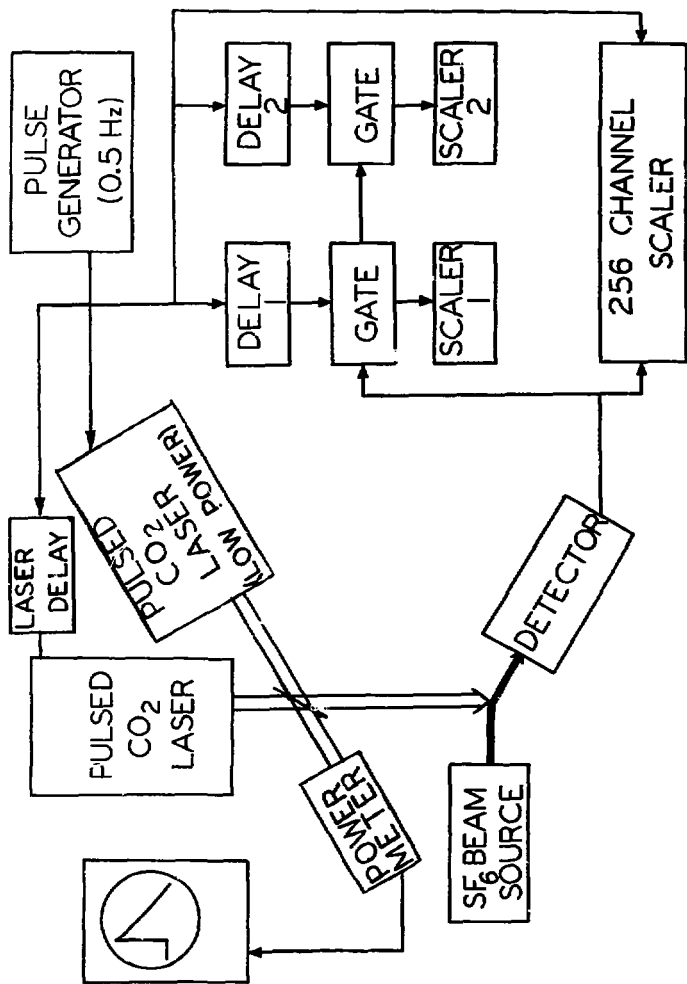 PULSE
GENERATOR
(0.5 Hz)
LASER
DELAY
PULSED
CO2
LASER
PULSED
CO2
LASER
(LOW POWER)
POWER
METER
SF6 BEAM
SOURCE
DETECTOR
DELAY
1
GATE
SCALER
1
DELAY
2
GATE
SCALER
2
256 CHANNEL
SCALER